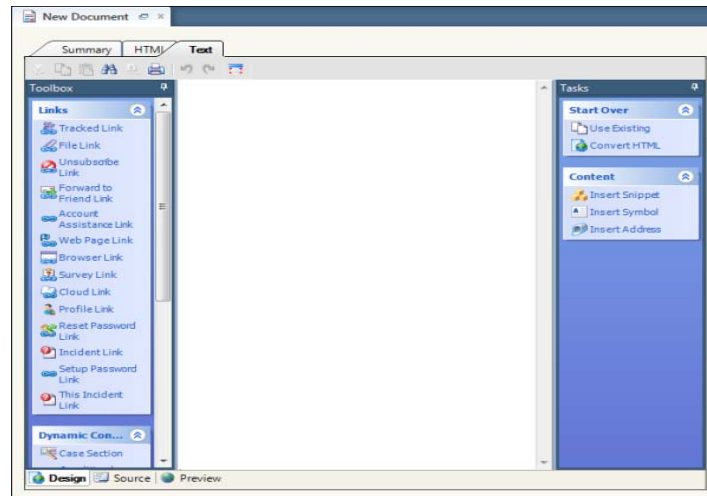 New Document
Summary
HTML
Text
Toolbox
Links
Tracked Link
File Link
Unsubscribe
Link
Forward to
Friend Link
Account
Assistance Link
Web Page Link
Browser Link
Survey Link
Cloud Link
Profile Link
Reset Password
Link
Incident Link
Setup Password
Link
This Incident
Link
Dynamic Con...
Case Section
Tasks
Start Over
Use Existing
Convert HTML
Content
Insert Snippet
Insert Symbol
Insert Address
Design
Source
Preview